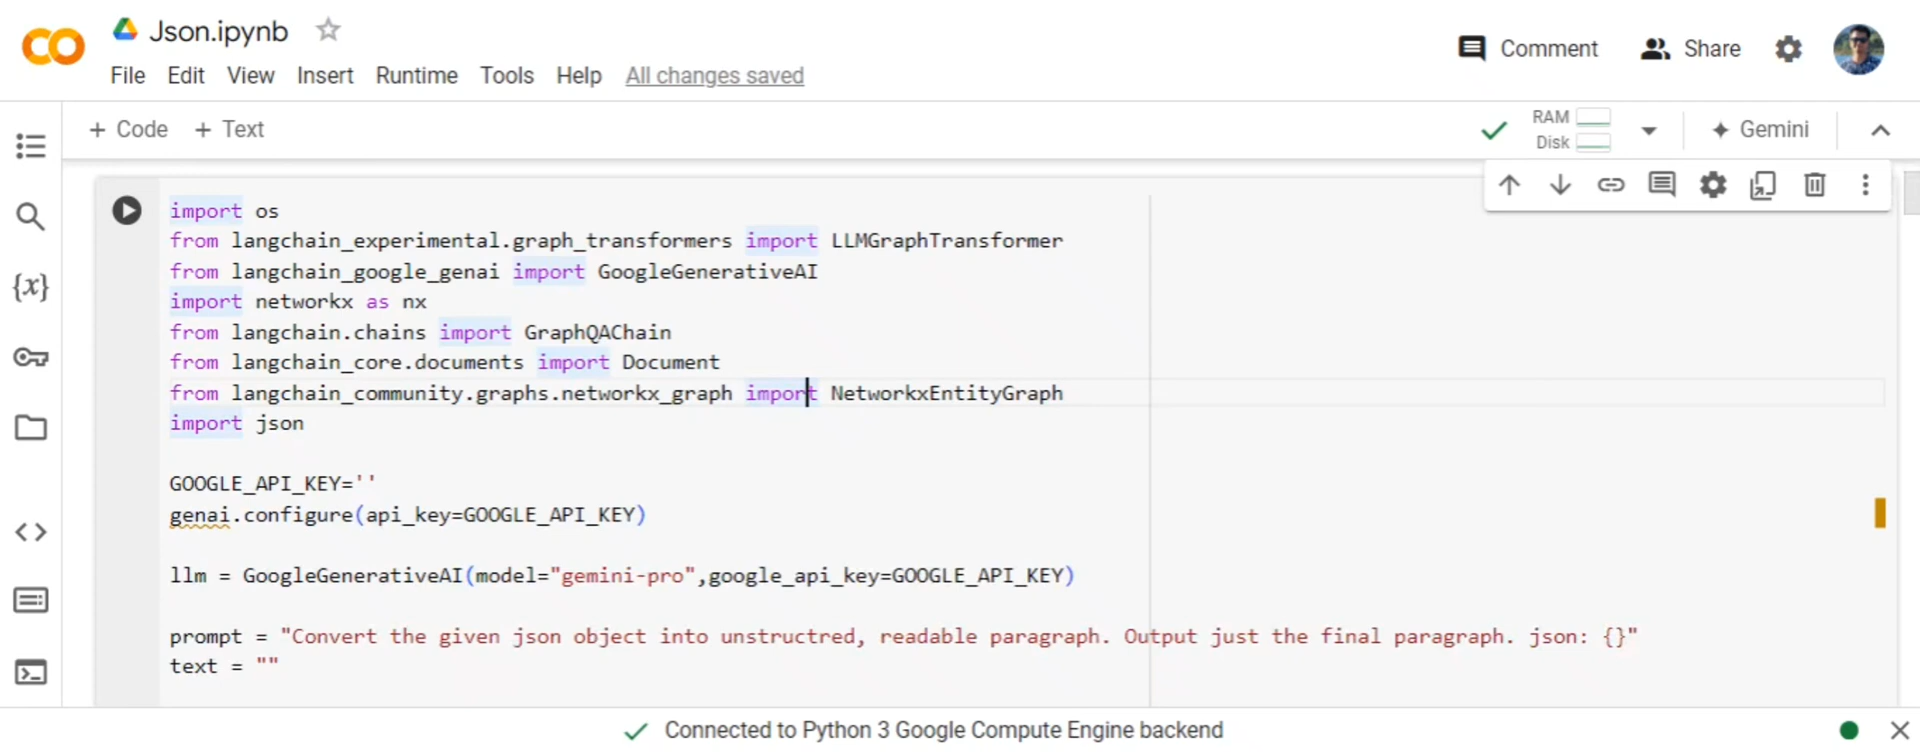 Json.ipynb
Comment
Share
File Edit View Insert Runtime Tools Help All changes saved
+ Code + Text
RAM
Disk
Gemini
{x}
import os
from langchain_experimental.graph_transformers import LLMGraphTransformer
from langchain_google_genai import GoogleGenerativeAI
import networkx as nx
from langchain.chains import GraphQAChain
from langchain_core.documents import Document
from langchain_community.graphs.networkx_graph import NetworkxEntityGraph
import json
GOOGLE_API_KEY=''
genai.configure(api_key=GOOGLE_API_KEY)
llm = GoogleGenerativeAI(model="gemini-pro",google_api_key=GOOGLE_API_KEY)
prompt = "Convert the given json object into unstructred, readable paragraph. Output just the final paragraph. json: {}"
text = ""
Connected to Python 3 Google Compute Engine backend